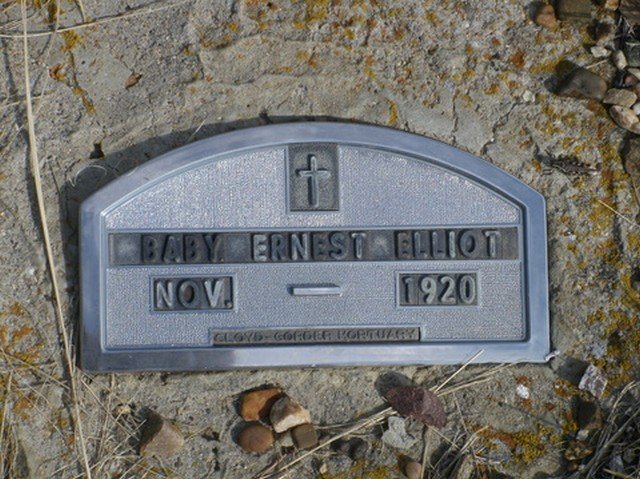 BABY ERNEST ELLIOT
NOV. — 1920
CLOYD-CORDER MORTUARY